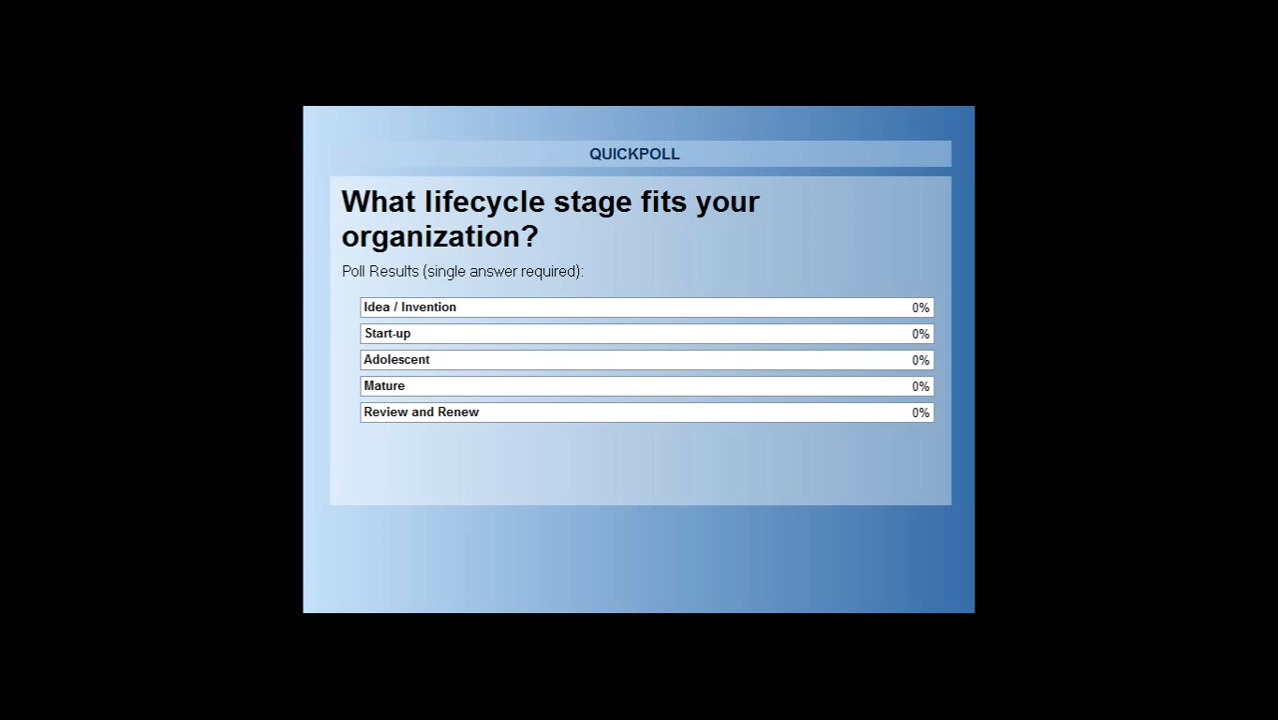 QUICKPOLL
What lifecycle stage fits your
organization?
Poll Results (single answer required):
Idea / Invention 0%
Start-up 0%
Adolescent 0%
Mature 0%
Review and Renew 0%